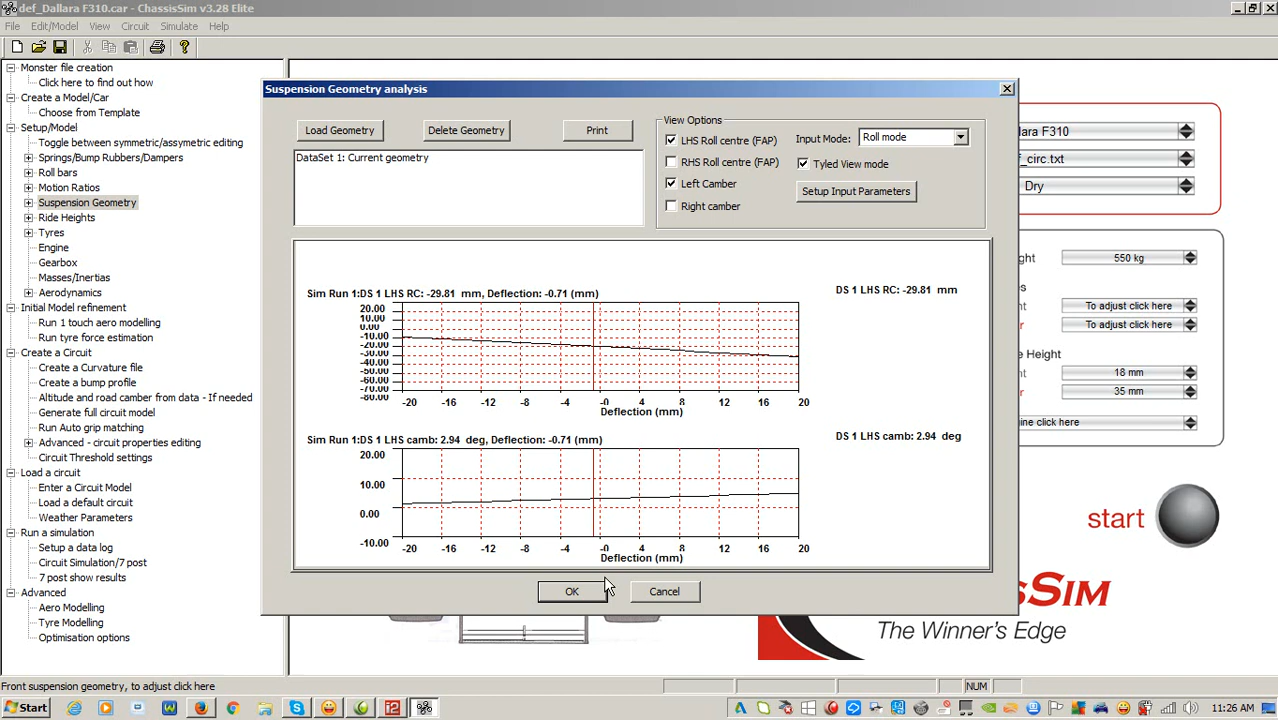 def_Dallara F310.car - ChassisSim v3.28 Elite
File Edit/Model View Circuit Simulate Help
Monster file creation
Click here to find out how
Create a Model/Car
Choose from Template
Setup/Model
Toggle between symmetric/assymetric editing
Springs/Bump Rubbers/Dampers
Roll bars
Motion Ratios
Suspension Geometry
Ride Heights
Tyres
Engine
Gearbox
Masses/Inertias
Aerodynamics
Initial Model refinement
Run 1 touch aero modelling
Run tyre force estimation
Create a Circuit
Create a Curvature file
Create a bump profile
Altitude and road camber from data - If needed
Generate full circuit model
Run Auto grip matching
Advanced - circuit properties editing
Circuit Threshold settings
Load a circuit
Enter a Circuit Model
Load a default circuit
Weather Parameters
Run a simulation
Setup a data log
Circuit Simulation/7 post
7 post show results
Advanced
Aero Modelling
Tyre Modelling
Optimisation options
Suspension Geometry analysis
Load Geometry Delete Geometry Print
DataSet 1: Current geometry
View Options
LHS Roll centre (FAP)
RHS Roll centre (FAP)
Left Camber
Right camber
Input Mode: Roll mode
Tyled View mode
Setup Input Parameters
Sim Run 1:DS 1 LHS RC: -29.81 mm, Deflection: -0.71 (mm)
DS 1 LHS RC: -29.81 mm
20.00
10.00
0.00
-10.00
-20.00
-30.00
-40.00
-50.00
-60.00
-70.00
-80.00
-20 -16 -12 -8 -4 -0 4 8 12 16 20
Deflection (mm)
Sim Run 1:DS 1 LHS camb: 2.94 deg, Deflection: -0.71 (mm)
DS 1 LHS camb: 2.94 deg
20.00
10.00
0.00
-10.00
-20 -16 -12 -8 -4 -0 4 8 12 16 20
Deflection (mm)
OK Cancel
llara F310
f_circ.txt
Dry
ght 550 kg
es
nt To adjust click here
r To adjust click here
e Height
nt 18 mm
r 35 mm
ine click here
start
ssSim
The Winner's Edge
Front suspension geometry, to adjust click here
NUM
Start
11:26 AM